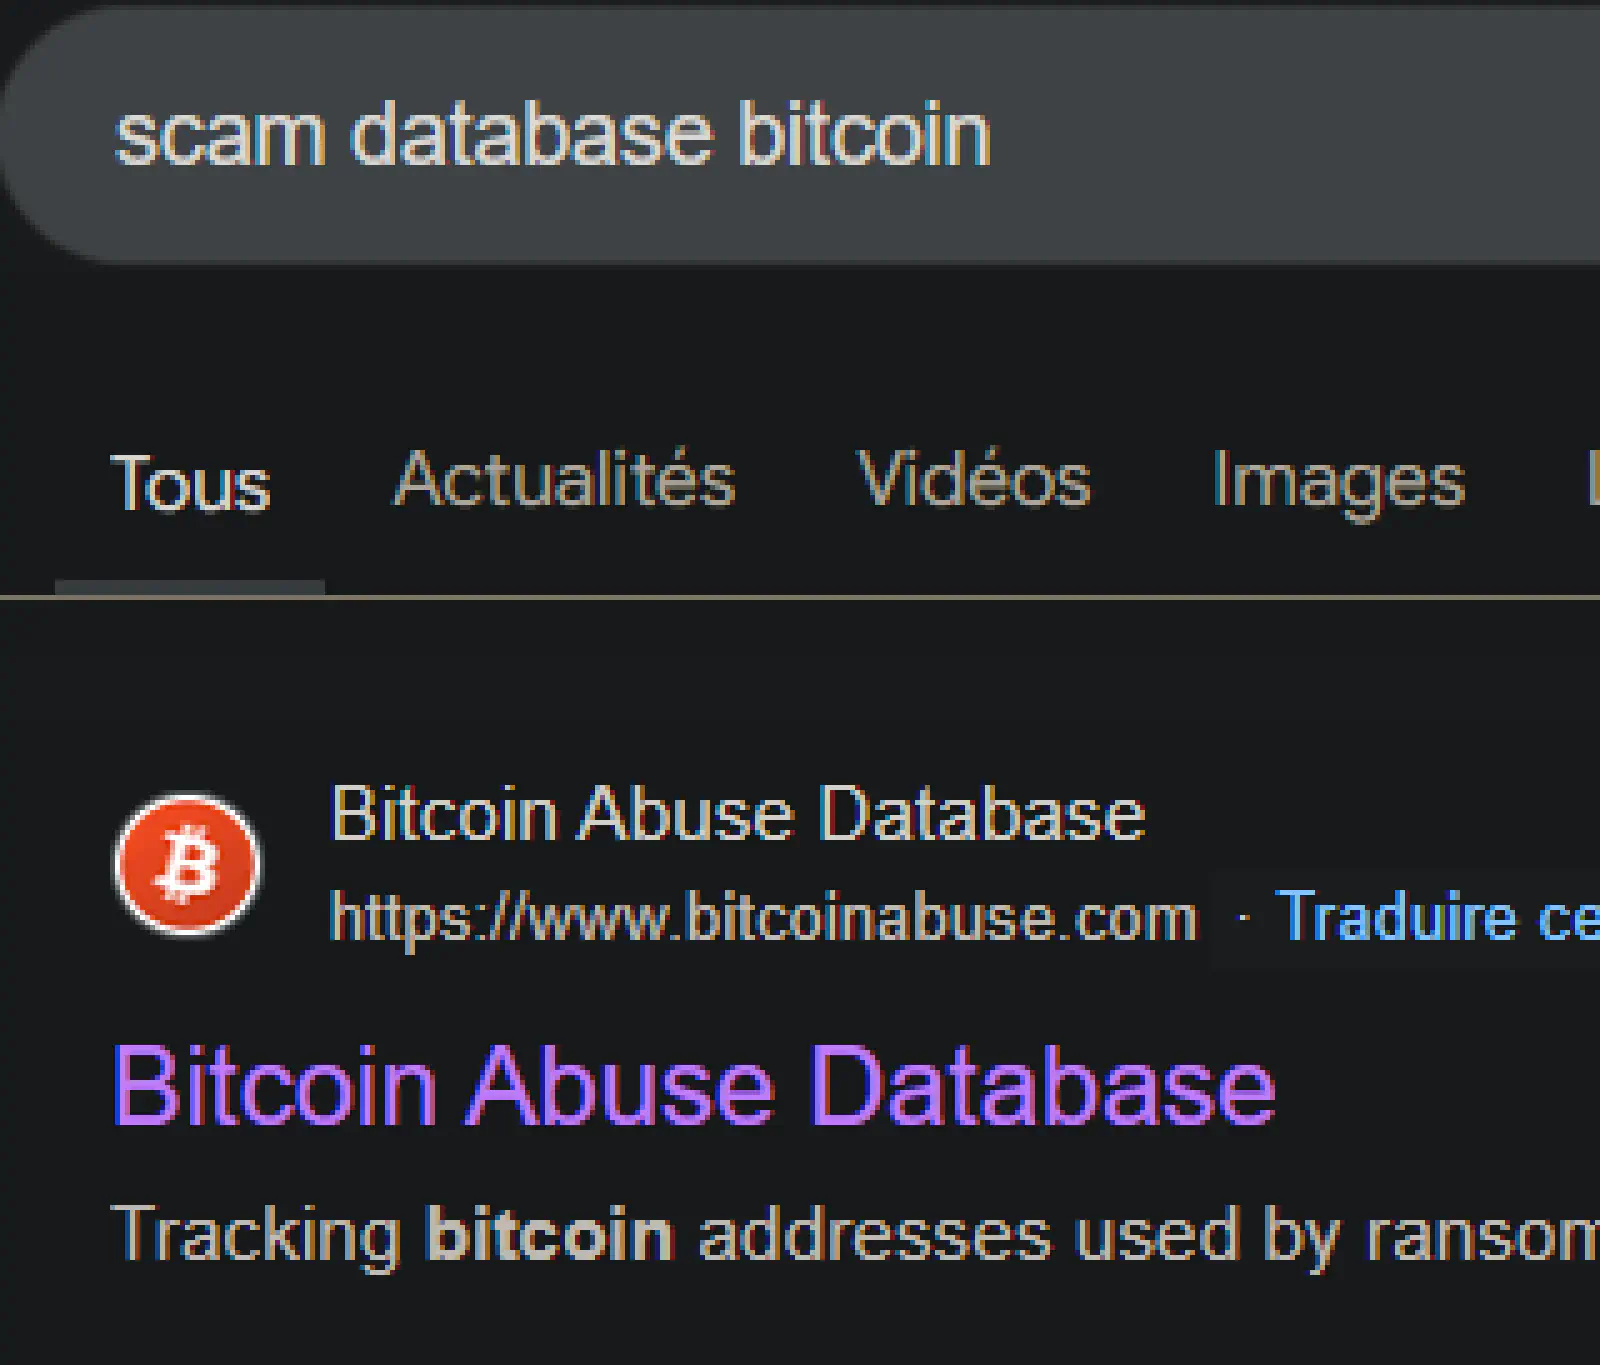 scam database bitcoin
Tous Actualités Vidéos Images
Bitcoin Abuse Database
https://www.bitcoinabuse.com · Traduire ce
Bitcoin Abuse Database
Tracking bitcoin addresses used by ransom